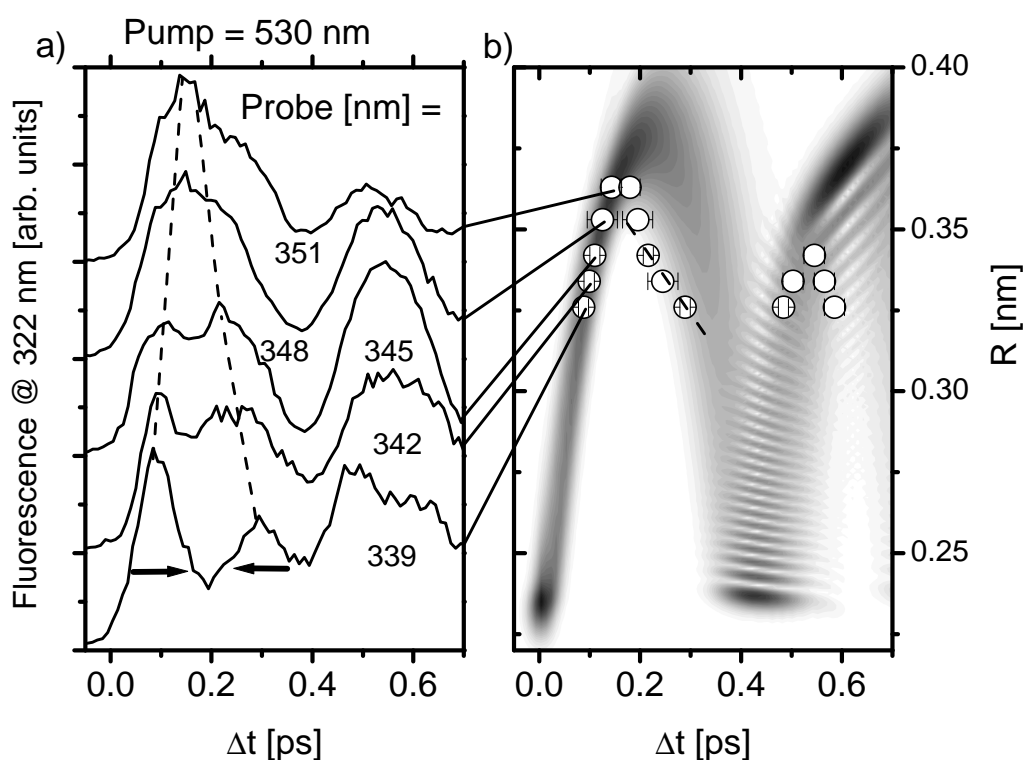 Pump = 530 nm
a)
b)
Probe [nm] =
351
348
345
342
339
Fluorescence @ 322 nm [arb. units]
0.0 0.2 0.4 0.6
Δt [ps]
0.0 0.2 0.4 0.6
Δt [ps]
0.40
0.35
0.30
0.25
R [nm]